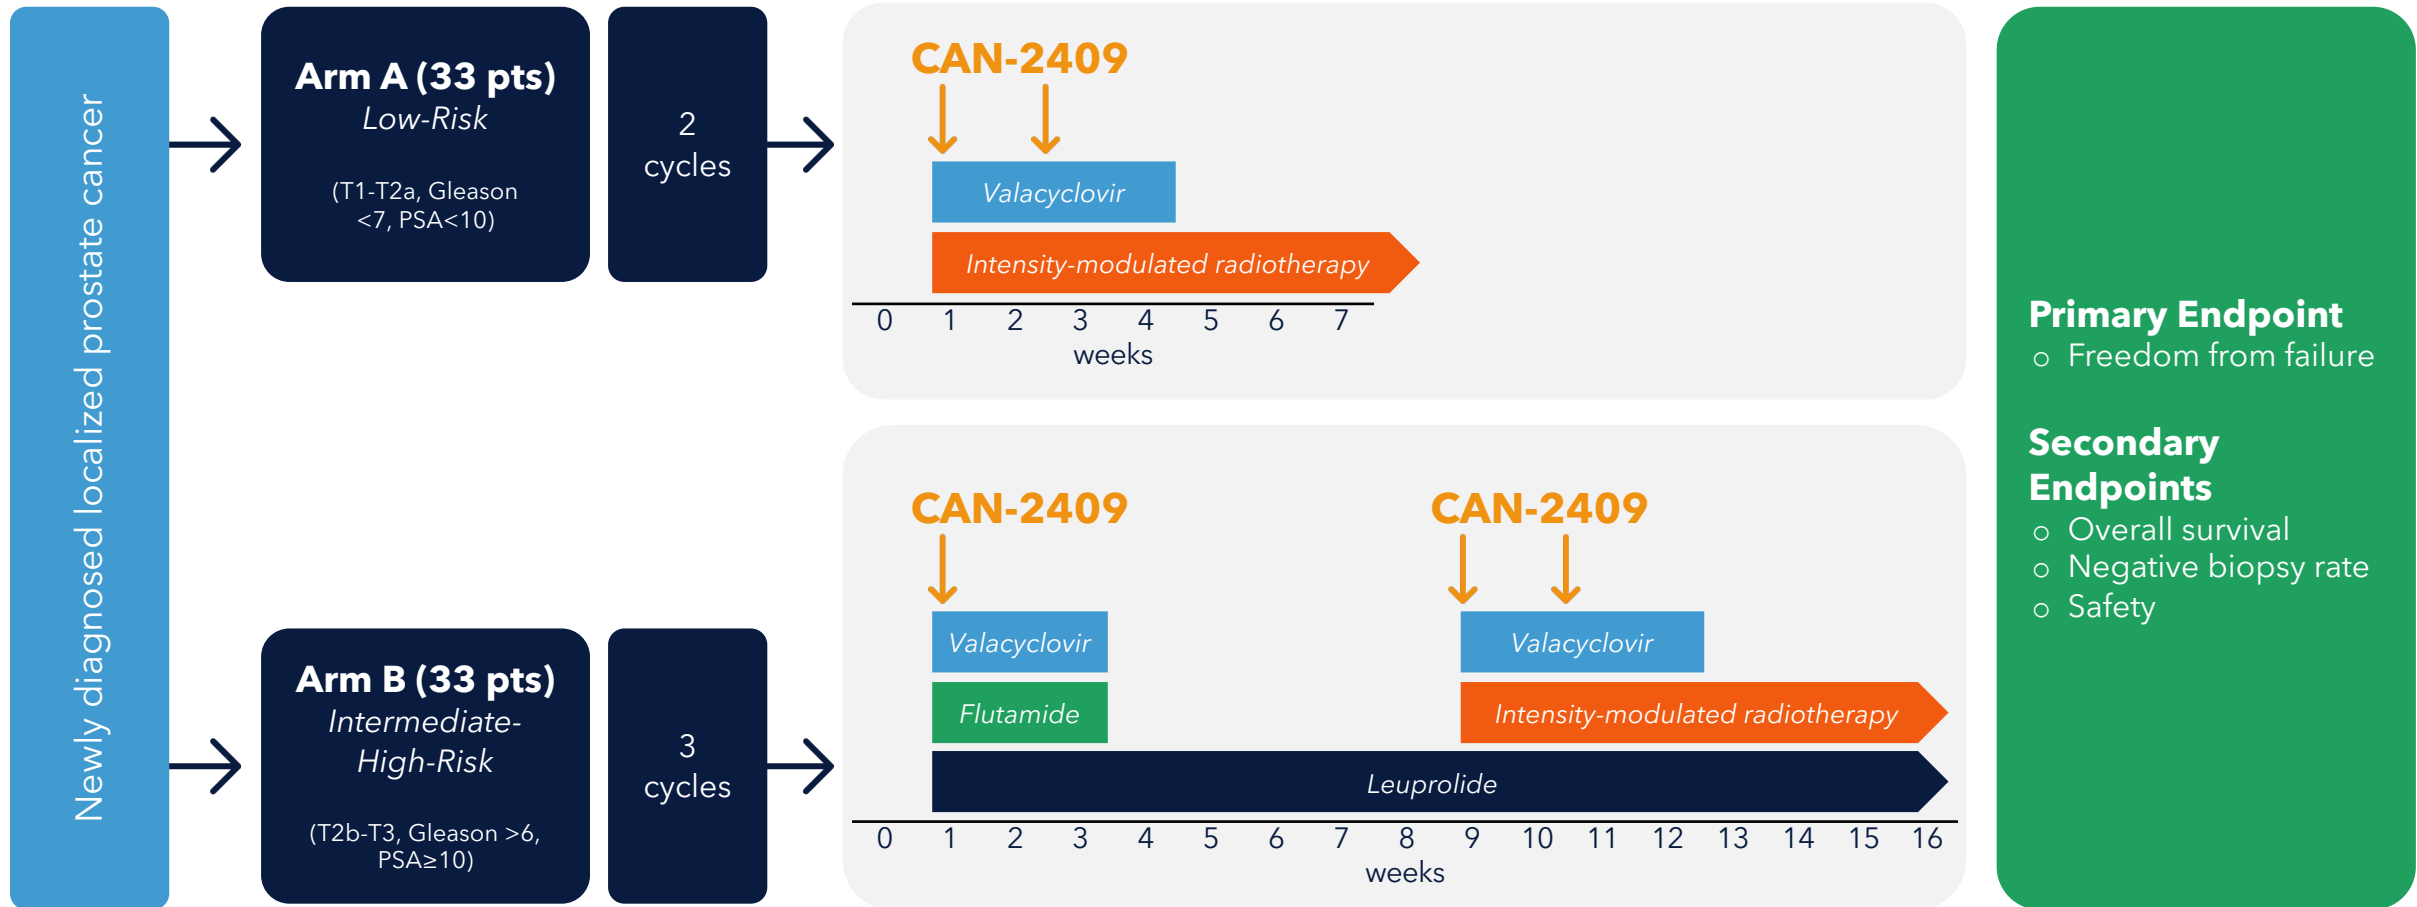 Newly diagnosed localized prostate cancer
Arm A (33 pts)
Low-Risk
(T1-T2a, Gleason
<7, PSA<10)
2
cycles
CAN-2409
Valacyclovir
Intensity-modulated radiotherapy
0 1 2 3 4 5 6 7
weeks
Arm B (33 pts)
Intermediate-
High-Risk
(T2b-T3, Gleason >6,
PSA≥10)
3
cycles
CAN-2409 CAN-2409
Valacyclovir Valacyclovir
Flutamide Intensity-modulated radiotherapy
Leuprolide
0 1 2 3 4 5 6 7 8 9 10 11 12 13 14 15 16
weeks
Primary Endpoint
o Freedom from failure
Secondary
Endpoints
o Overall survival
o Negative biopsy rate
o Safety